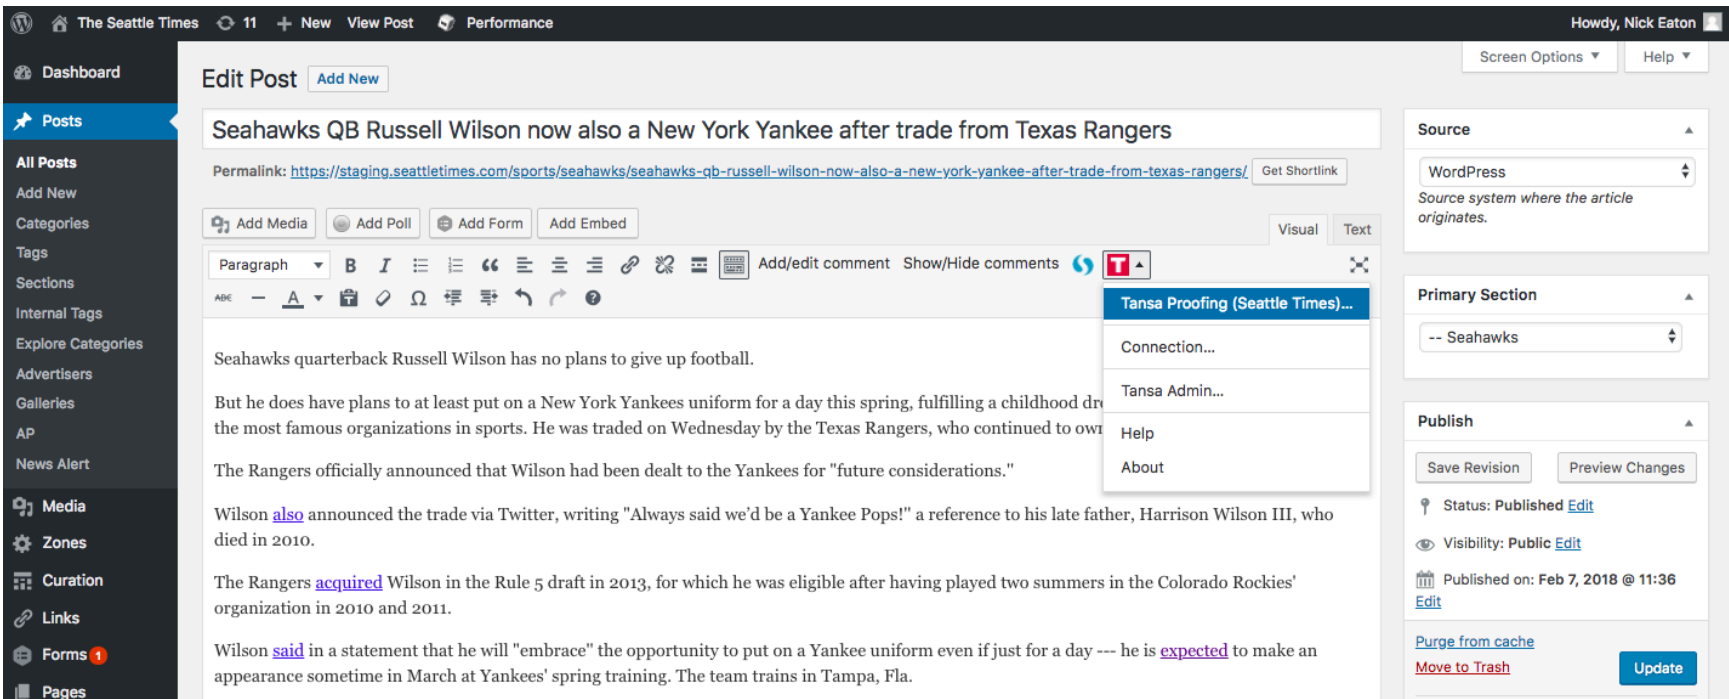 The Seattle Times 11 + New View Post Performance Howdy, Nick Eaton
Dashboard
Posts
All Posts
Add New
Categories
Tags
Sections
Internal Tags
Explore Categories
Advertisers
Galleries
AP
News Alert
Media
Zones
Curation
Links
Forms 1
Pages
Screen Options Help
Edit Post Add New
Seahawks QB Russell Wilson now also a New York Yankee after trade from Texas Rangers
Permalink: https://staging.seattletimes.com/sports/seahawks/seahawks-qb-russell-wilson-now-also-a-new-york-yankee-after-trade-from-texas-rangers/ Get Shortlink
Add Media Add Poll Add Form Add Embed Visual Text
Paragraph B I Add/edit comment Show/Hide comments T
ABC A Ω
Tansa Proofing (Seattle Times)...
Connection...
Tansa Admin...
Help
About
Seahawks quarterback Russell Wilson has no plans to give up football.
But he does have plans to at least put on a New York Yankees uniform for a day this spring, fulfilling a childhood dre
the most famous organizations in sports. He was traded on Wednesday by the Texas Rangers, who continued to own
The Rangers officially announced that Wilson had been dealt to the Yankees for "future considerations."
Wilson also announced the trade via Twitter, writing "Always said we'd be a Yankee Pops!" a reference to his late father, Harrison Wilson III, who
died in 2010.
The Rangers acquired Wilson in the Rule 5 draft in 2013, for which he was eligible after having played two summers in the Colorado Rockies'
organization in 2010 and 2011.
Wilson said in a statement that he will "embrace" the opportunity to put on a Yankee uniform even if just for a day --- he is expected to make an
appearance sometime in March at Yankees' spring training. The team trains in Tampa, Fla.
Source
WordPress
Source system where the article
originates.
Primary Section
-- Seahawks
Publish
Save Revision Preview Changes
Status: Published Edit
Visibility: Public Edit
Published on: Feb 7, 2018 @ 11:36
Edit
Purge from cache
Move to Trash Update